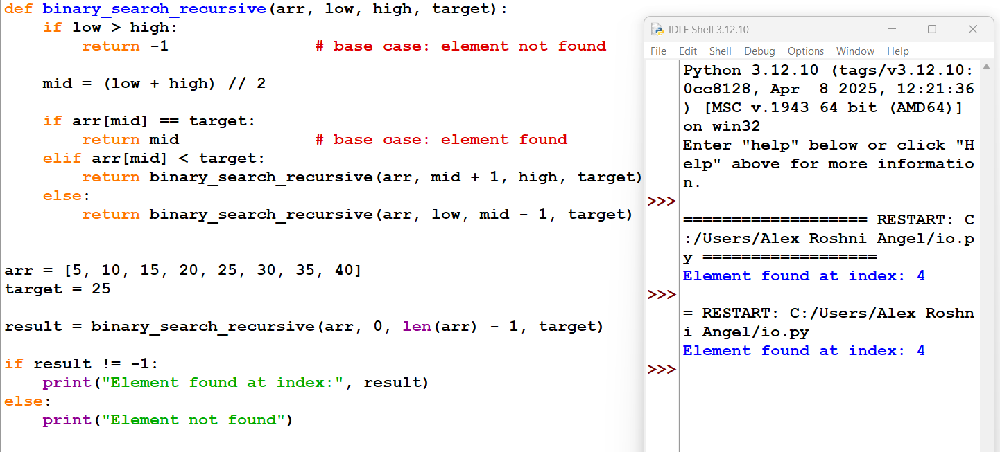 def binary_search_recursive(arr, low, high, target):
    if low > high:
        return -1               # base case: element not found

    mid = (low + high) // 2

    if arr[mid] == target:
        return mid              # base case: element found
    elif arr[mid] < target:
        return binary_search_recursive(arr, mid + 1, high, target)
    else:
        return binary_search_recursive(arr, low, mid - 1, target)

arr = [5, 10, 15, 20, 25, 30, 35, 40]
target = 25

result = binary_search_recursive(arr, 0, len(arr) - 1, target)

if result != -1:
    print("Element found at index:", result)
else:
    print("Element not found")

IDLE Shell 3.12.10
File Edit Shell Debug Options Window Help
Python 3.12.10 (tags/v3.12.10:
0cc8128, Apr  8 2025, 12:21:36
) [MSC v.1943 64 bit (AMD64)]
on win32
Enter "help" below or click "H
elp" above for more informatio
n.
>>>
=================== RESTART: C
:/Users/Alex Roshni Angel/io.p
y ==================
Element found at index: 4
>>>
= RESTART: C:/Users/Alex Roshn
i Angel/io.py
Element found at index: 4
>>>